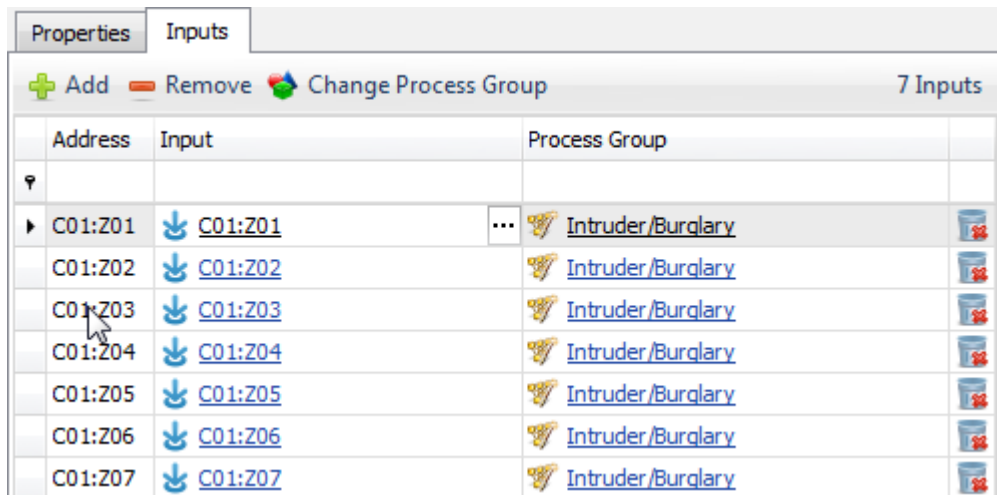 Properties Inputs
Add Remove Change Process Group 7 Inputs
Address Input Process Group
C01:Z01 C01:Z01 ... Intruder/Burglary
C01:Z02 C01:Z02 Intruder/Burglary
C01:Z03 C01:Z03 Intruder/Burglary
C01:Z04 C01:Z04 Intruder/Burglary
C01:Z05 C01:Z05 Intruder/Burglary
C01:Z06 C01:Z06 Intruder/Burglary
C01:Z07 C01:Z07 Intruder/Burglary